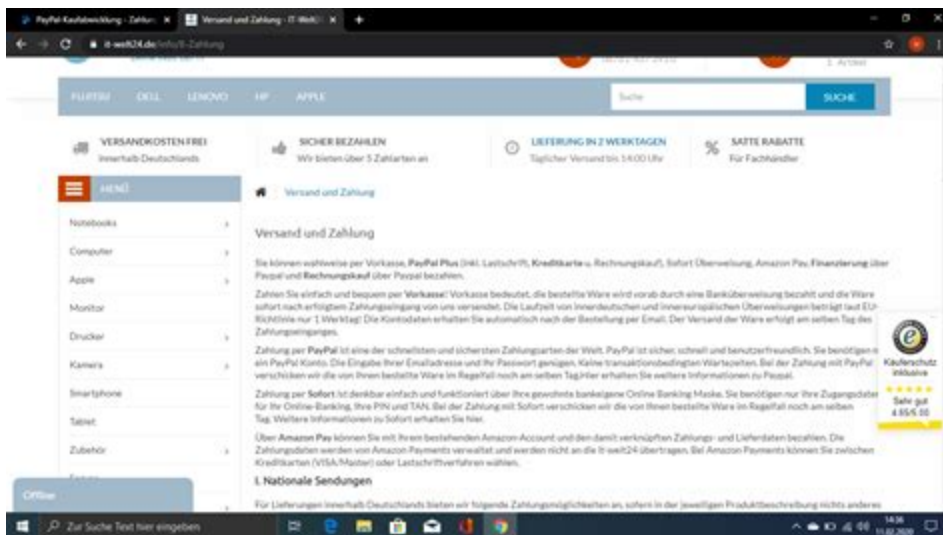 PayPal Kaufabwicklung - Zahlun
Versand und Zahlung - IT-Welt
it-welt24.de/info/8-Zahlung
1 Artikel
FUJITSU DELL LENOVO HP APPLE
Suche
SUCHE
VERSANDKOSTEN FREI
Innerhalb Deutschlands
SICHER BEZAHLEN
Wir bieten über 5 Zahlarten an
LIEFERUNG IN 2 WERKTAGEN
Täglicher Versand bis 14:00 Uhr
SATTE RABATTE
Für Fachhändler
MENÜ
Notebooks
Computer
Apple
Monitor
Drucker
Kamera
Smartphone
Tablet
Zubehör
Versand und Zahlung
Versand und Zahlung
Sie können wahlweise per Vorkasse, PayPal Plus (inkl. Lastschrift, Kreditkarte u. Rechnungskauf), Sofort Überweisung, Amazon Pay, Finanzierung über
Paypal und Rechnungskauf über Paypal bezahlen.
Zahlen Sie einfach und bequem per Vorkasse! Vorkasse bedeutet, die bestellte Ware wird vorab durch eine Banküberweisung bezahlt und die Ware
sofort nach erfolgtem Zahlungseingang von uns versendet. Die Laufzeit von innerdeutschen und innereuropäischen Überweisungen beträgt laut EU-
Richtlinie nur 1 Werktag! Die Kontodaten erhalten Sie automatisch nach der Bestellung per Email. Der Versand der Ware erfolgt am selben Tag des
Zahlungseinganges.
Zahlung per PayPal ist eine der schnellsten und sichersten Zahlungsarten der Welt. PayPal ist sicher, schnell und benutzerfreundlich. Sie benötigen n
ein PayPal Konto. Die Eingabe Ihrer Emailadresse und Ihr Passwort genügen. Keine transaktionsbedingten Wartezeiten. Bei der Zahlung mit PayPal
verschicken wir die von Ihnen bestellte Ware im Regelfall noch am selben Tag.Hier erhalten Sie weitere Informationen zu Paypal.
Zahlung per Sofort ist denkbar einfach und funktioniert über Ihre gewohnte bankeigene Online Banking Maske. Sie benötigen nur Ihre Zugangsdaten
für Ihr Online-Banking, Ihre PIN und TAN. Bei der Zahlung mit Sofort verschicken wir die von Ihnen bestellte Ware im Regelfall noch am selben
Tag. Weitere Informationen zu Sofort erhalten Sie hier.
Über Amazon Pay können Sie mit Ihrem bestehenden Amazon-Account und den damit verknüpften Zahlungs- und Lieferdaten bezahlen. Die
Zahlungsdaten werden von Amazon Payments verwaltet und werden nicht an die it-welt24 übertragen. Bei Amazon Payments können Sie zwischen
Kreditkarten (VISA/Master) oder Lastschriftverfahren wählen.
I. Nationale Sendungen
Für Lieferungen innerhalb Deutschlands bieten wir folgende Zahlungsmöglichkeiten an, sofern in der jeweiligen Produktbeschreibung nichts anderes
e
Käuferschutz
inklusive
Sehr gut
Offline
Zur Suche Text hier eingeben
14:36
11.02.2020